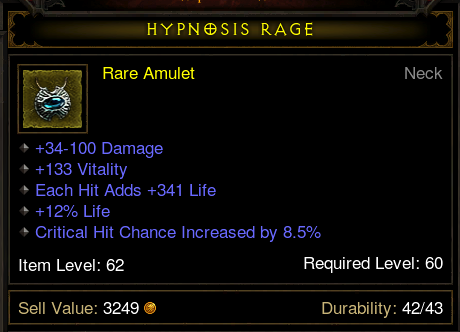 HYPNOSIS RAGE
Rare Amulet Neck
+34-100 Damage
+133 Vitality
Each Hit Adds +341 Life
+12% Life
Critical Hit Chance Increased by 8.5%
Item Level: 62 Required Level: 60
Sell Value: 3249 Durability: 42/43